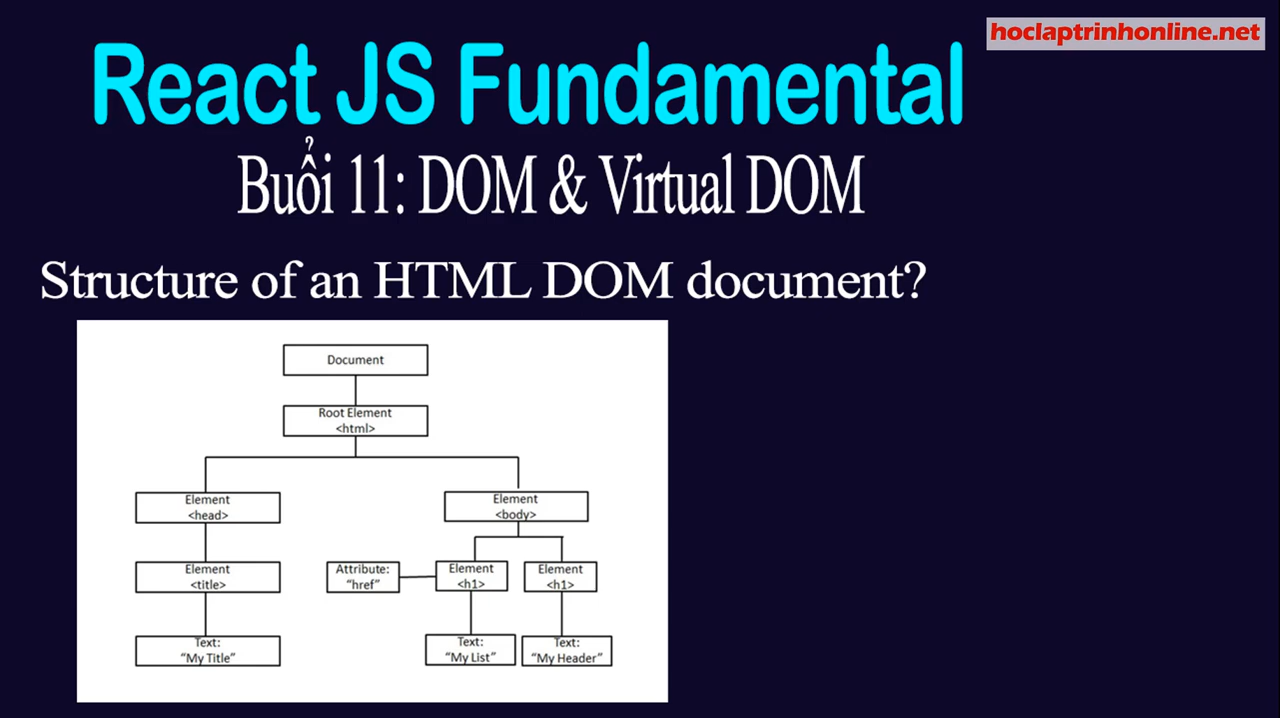 hoclaptrinhonline.net
React JS Fundamental
Buổi 11: DOM & Virtual DOM
Structure of an HTML DOM document?
Document
Root Element
<html>
Element
<head>
Element
<body>
Element
<title>
Attribute:
“href”
Element
<h1>
Element
<h1>
Text:
“My Title”
Text:
“My List”
Text:
“My Header”